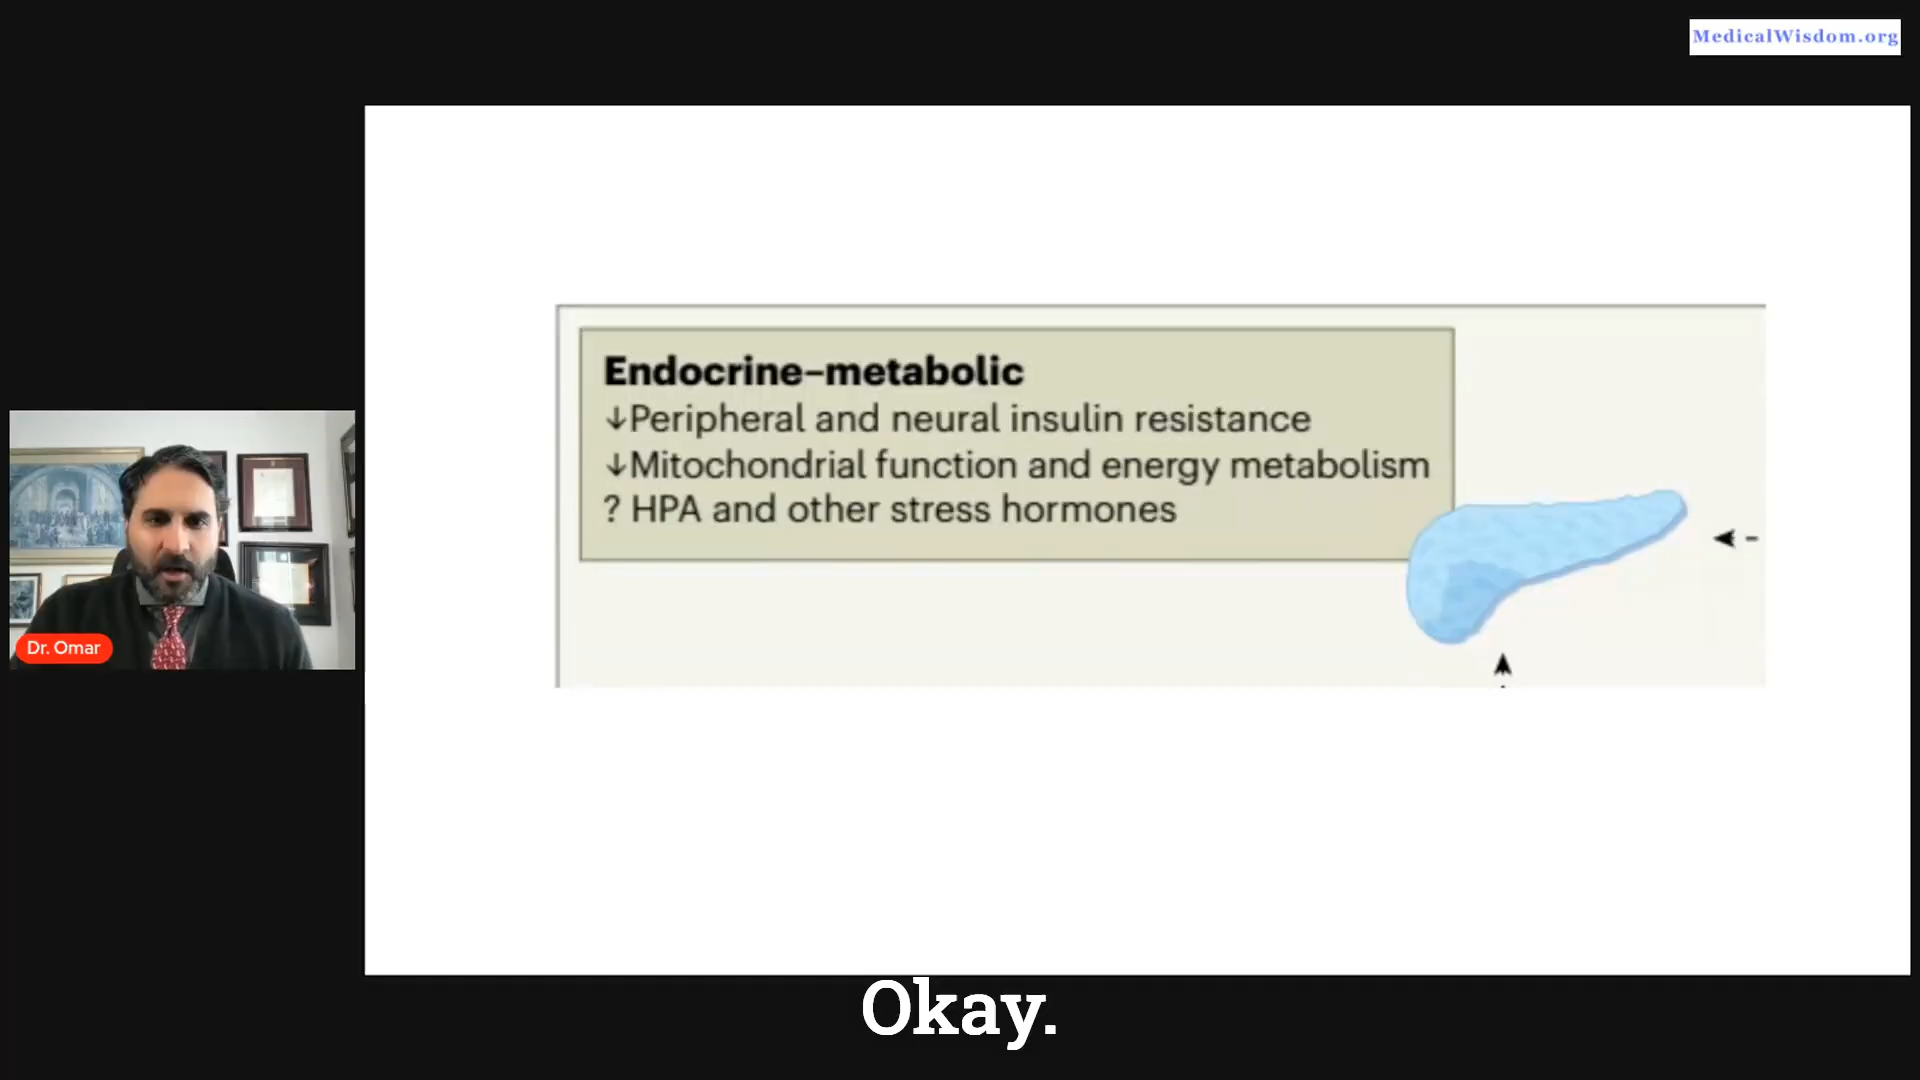 MedicalWisdom.org
Endocrine–metabolic
↓Peripheral and neural insulin resistance
↓Mitochondrial function and energy metabolism
? HPA and other stress hormones
Dr. Omar
Okay.